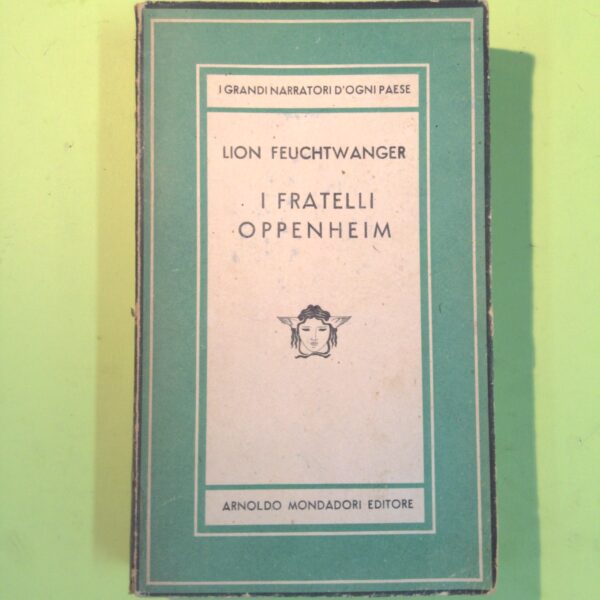 I GRANDI NARRATORI D'OGNI PAESE
LION FEUCHTWANGER
I FRATELLI
OPPENHEIM
ARNOLDO MONDADORI EDITORE